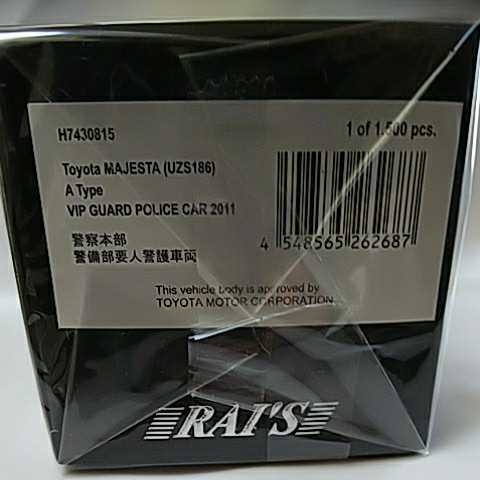 H7430815
1 of 1.500 pcs.
Toyota MAJESTA (UZS186)
A Type
VIP GUARD POLICE CAR 2011
警察本部
警備部要人警護車両
4 548565 262687
This vehicle body is approved by
TOYOTA MOTOR CORPORATION
RAI'S